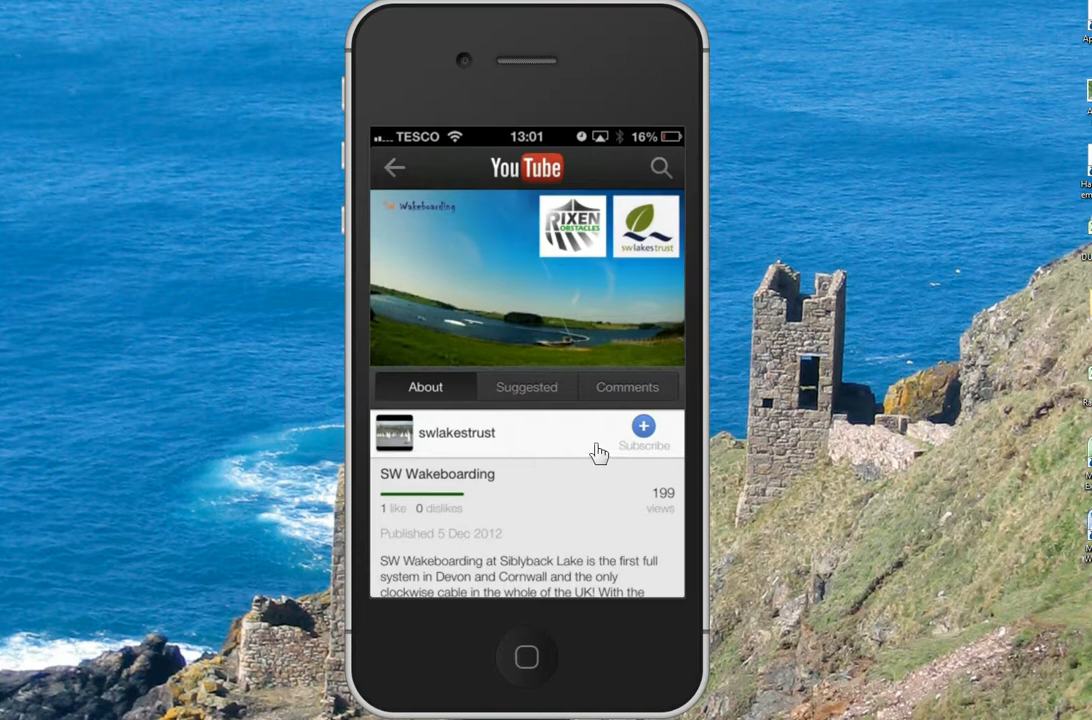 TESCO 13:01 16%
YouTube
SW Wakeboarding
RIXEN
OBSTACLES
swlakestrust
About Suggested Comments
swlakestrust
Subscribe
SW Wakeboarding
199
1 like 0 dislikes views
Published 5 Dec 2012
SW Wakeboarding at Siblyback Lake is the first full
system in Devon and Cornwall and the only
clockwise cable in the whole of the UK! With the